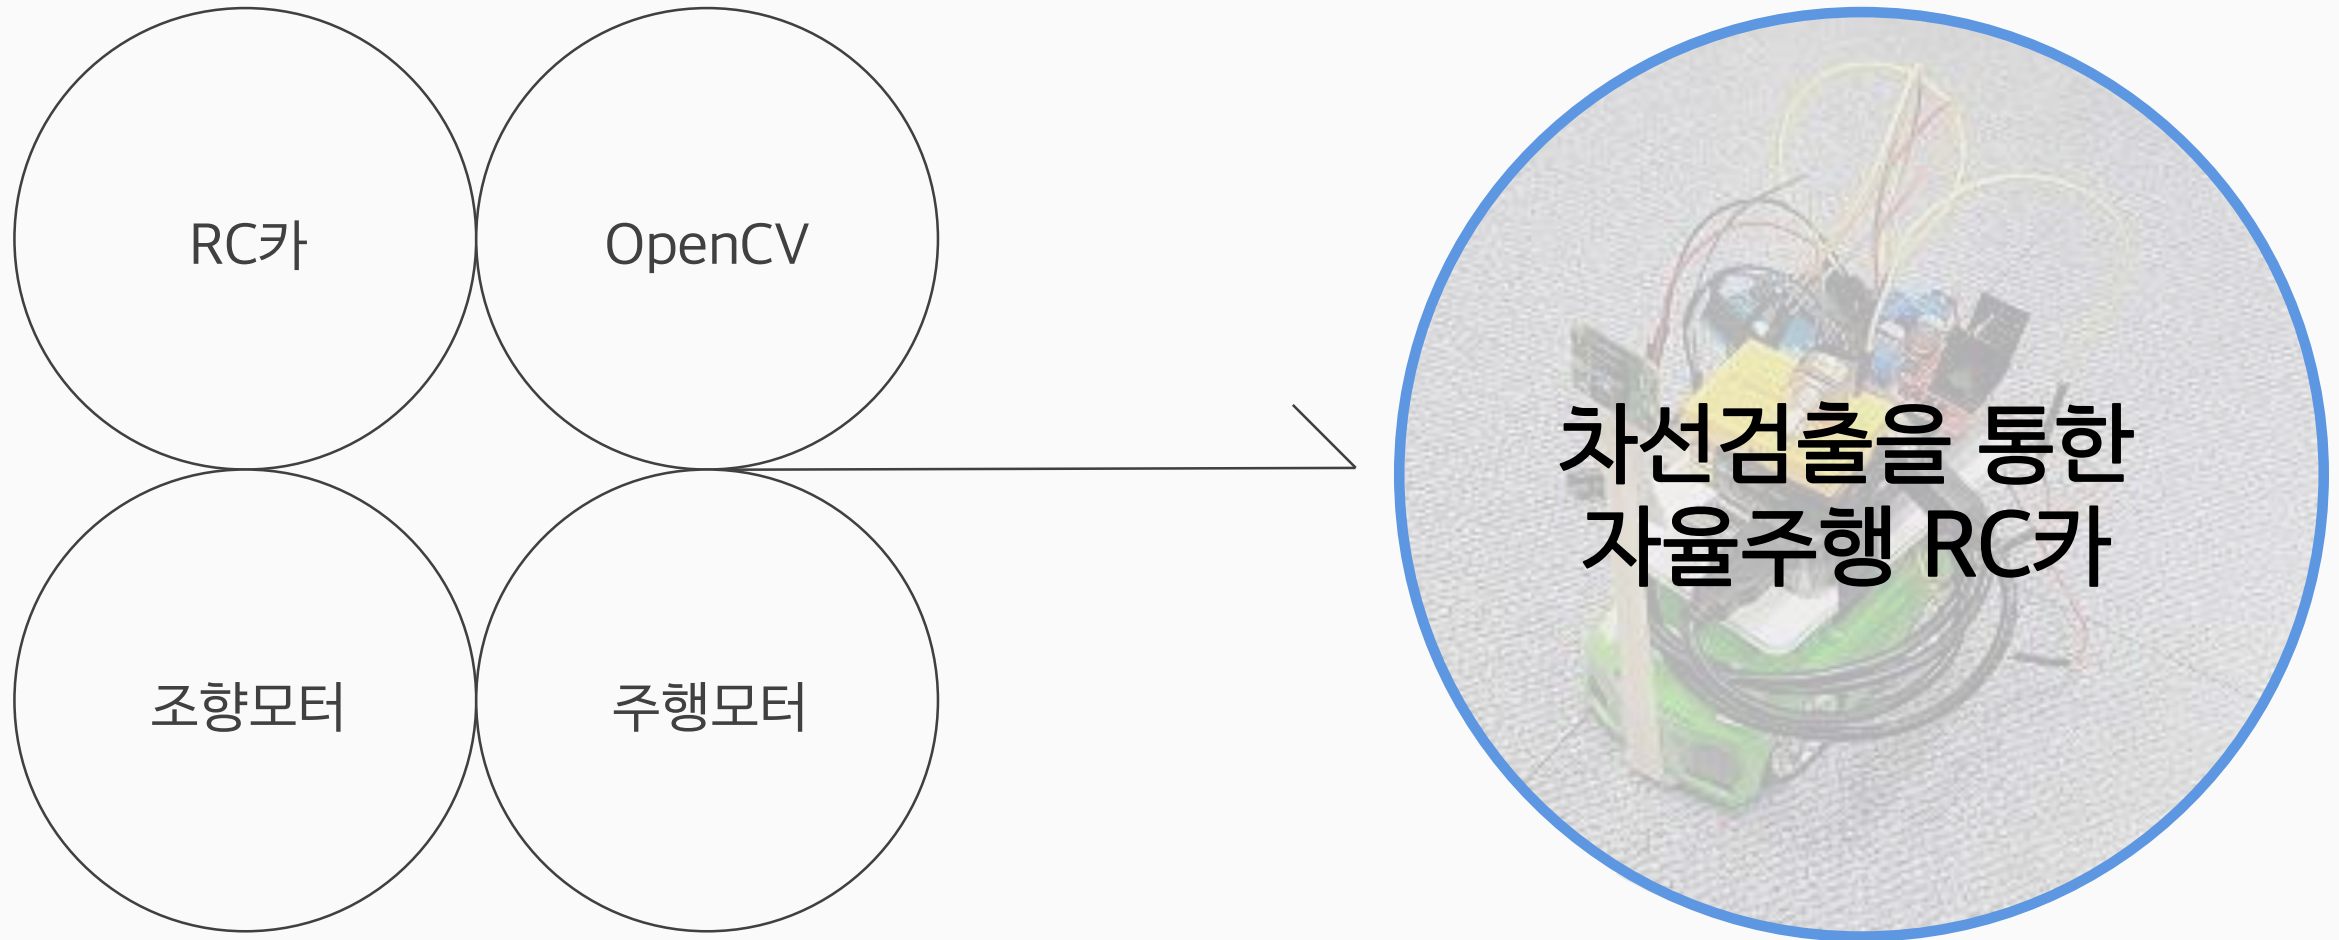 RC카
OpenCV
조향모터
주행모터
차선검출을 통한
자율주행 RC카